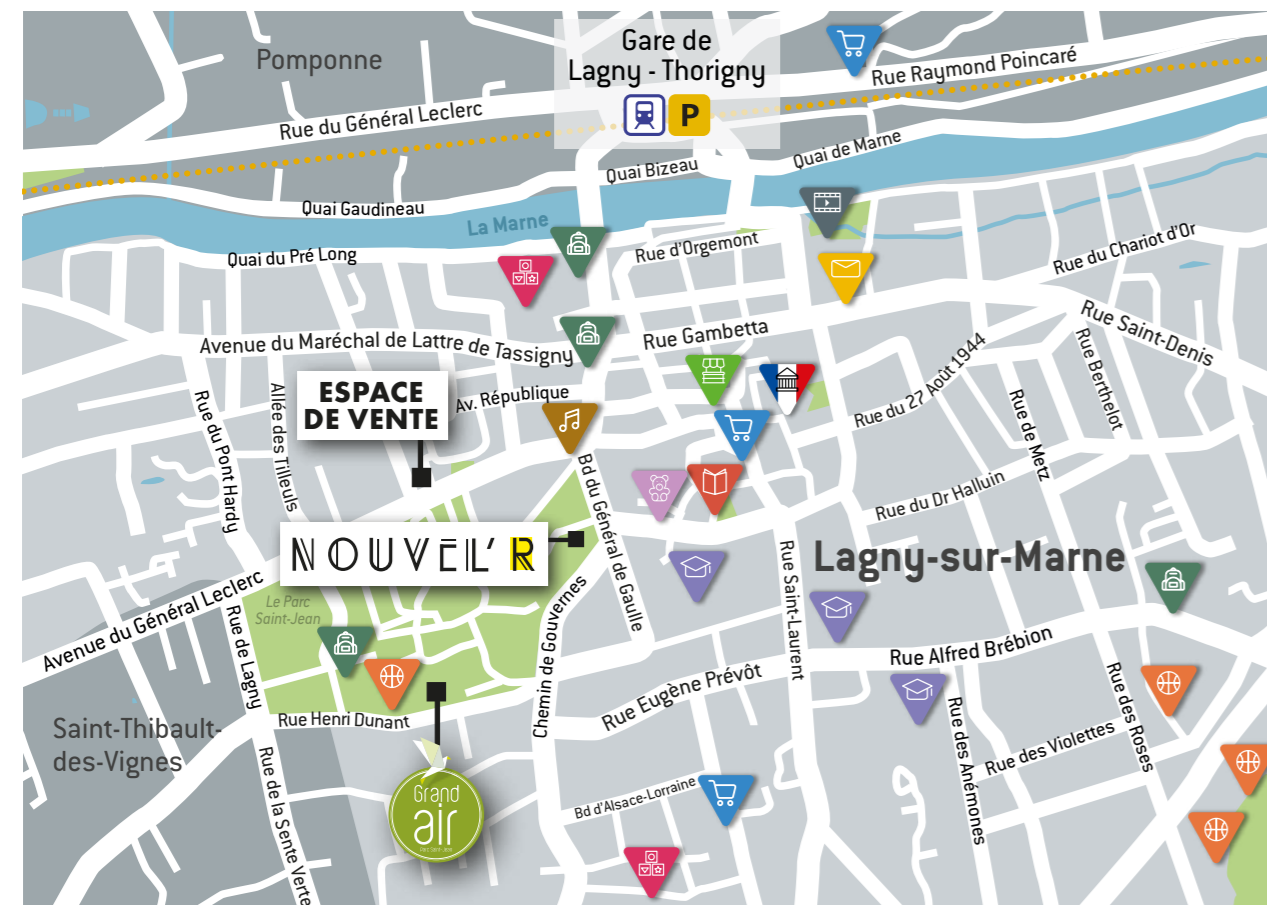 Pomponne
Gare de
Lagny - Thorigny
P
Rue Raymond Poincaré
Rue du Général Leclerc
Quai de Marne
Quai Bizeau
Quai Gaudineau
La Marne
Rue d'Orgemont
Quai du Pré Long
Rue du Chariot d'Or
Rue Saint-Denis
Rue Gambetta
Avenue du Maréchal de Lattre de Tassigny
Rue Berthelot
Rue du 27 Août 1944
ESPACE
DE VENTE
Av. République
Rue du Pont Hardy
Allée des Tilleuls
Rue de Metz
Bd du Général de Gaulle
Rue du Dr Halluin
NOUVEL'R
Lagny-sur-Marne
Rue Saint-Laurent
Avenue du Général Leclerc
Le Parc
Saint-Jean
Rue de Lagny
Chemin de Gouvernes
Rue Alfred Brébion
Rue Eugène Prévôt
Rue Henri Dunant
Saint-Thibault-
des-Vignes
Rue des Roses
Rue des Violettes
Rue des Anémones
Rue de la Sente Verte
Bd d'Alsace-Lorraine
Grand
air
Parc Saint-Jean